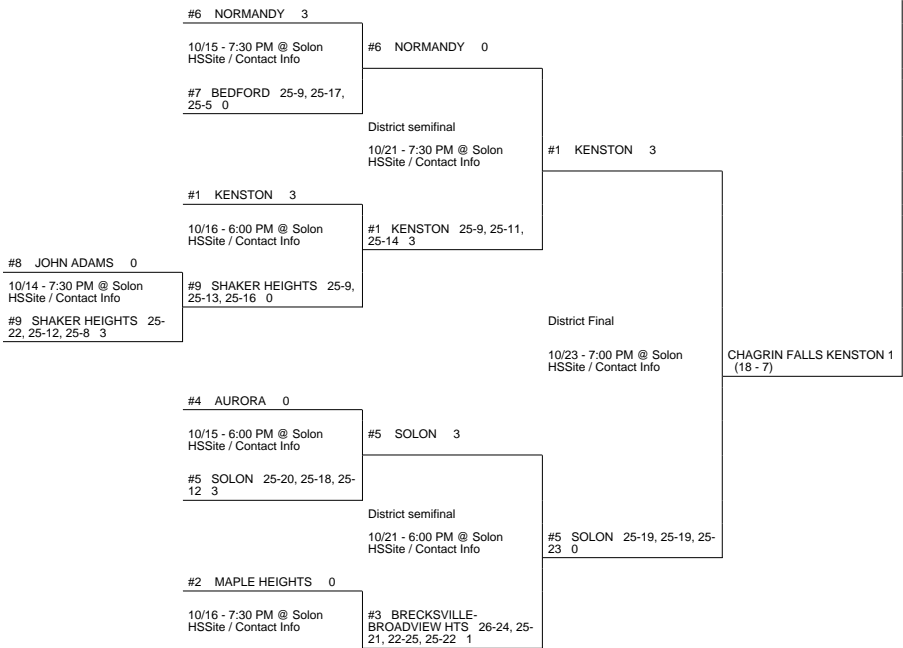 #6 NORMANDY 3
10/15 - 7:30 PM @ Solon
HSSite / Contact Info
#7 BEDFORD 25-9, 25-17,
25-5 0
#6 NORMANDY 0
District semifinal
10/21 - 7:30 PM @ Solon
HSSite / Contact Info
#1 KENSTON 3
#1 KENSTON 3
10/16 - 6:00 PM @ Solon
HSSite / Contact Info
#1 KENSTON 25-9, 25-11,
25-14 3
#8 JOHN ADAMS 0
10/14 - 7:30 PM @ Solon
HSSite / Contact Info
#9 SHAKER HEIGHTS 25-
22, 25-12, 25-8 3
#9 SHAKER HEIGHTS 25-9,
25-13, 25-16 0
District Final
10/23 - 7:00 PM @ Solon
HSSite / Contact Info
CHAGRIN FALLS KENSTON 1
(18 - 7)
#4 AURORA 0
10/15 - 6:00 PM @ Solon
HSSite / Contact Info
#5 SOLON 25-20, 25-18, 25-
12 3
#5 SOLON 3
District semifinal
10/21 - 6:00 PM @ Solon
HSSite / Contact Info
#5 SOLON 25-19, 25-19, 25-
23 0
#2 MAPLE HEIGHTS 0
10/16 - 7:30 PM @ Solon
HSSite / Contact Info
#3 BRECKSVILLE-
BROADVIEW HTS 26-24, 25-
21, 22-25, 25-22 1